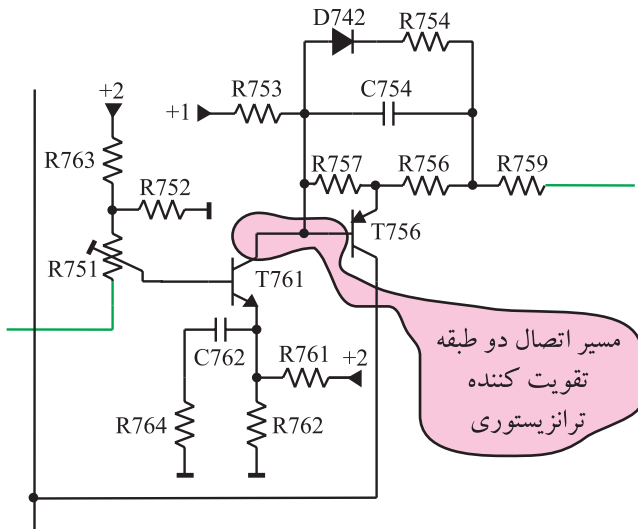 D742
R754
+2
R753
C754
+1
R763
R757
R756
R759
R752
T756
R751
T761
مسیر اتصال دو طبقه
تقویت کننده
ترانزیستوری
C762
R761
+2
R764
R762